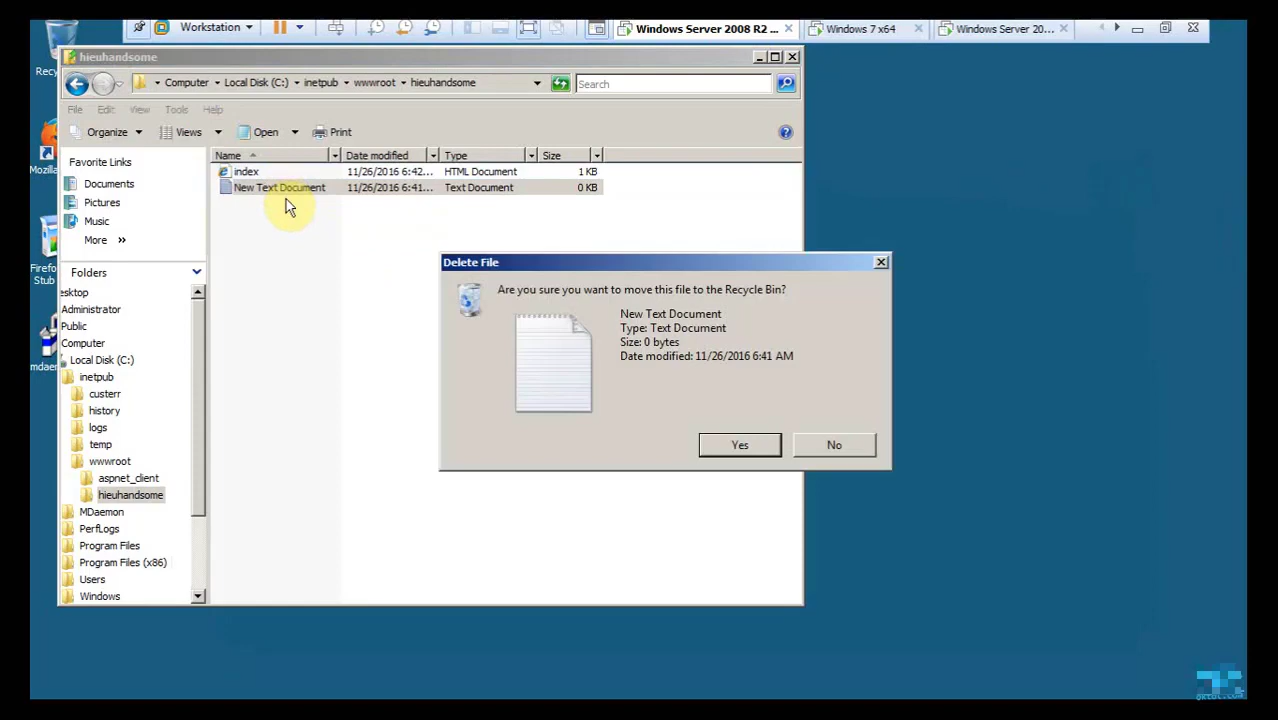 Workstation
Windows Server 2008 R2 ...
Windows 7 x64
Windows Server 20...
Recy
hieuhandsome
Computer
Local Disk (C:)
inetpub
wwwroot
hieuhandsome
Search
File
Edit
View
Tools
Help
Organize
Views
Open
Print
Favorite Links
Name
Date modified
Type
Size
index
11/26/2016 6:42...
HTML Document
1 KB
New Text Document
11/26/2016 6:41...
Text Document
0 KB
Mozilla
Documents
Pictures
Music
More »
Firefo
Stub
Folders
esktop
Administrator
Public
Computer
Local Disk (C:)
inetpub
custerr
history
logs
temp
wwwroot
aspnet_client
hieuhandsome
MDaemon
PerfLogs
Program Files
Program Files (x86)
Users
Windows
mdaem
Delete File
Are you sure you want to move this file to the Recycle Bin?
New Text Document
Type: Text Document
Size: 0 bytes
Date modified: 11/26/2016 6:41 AM
Yes
No